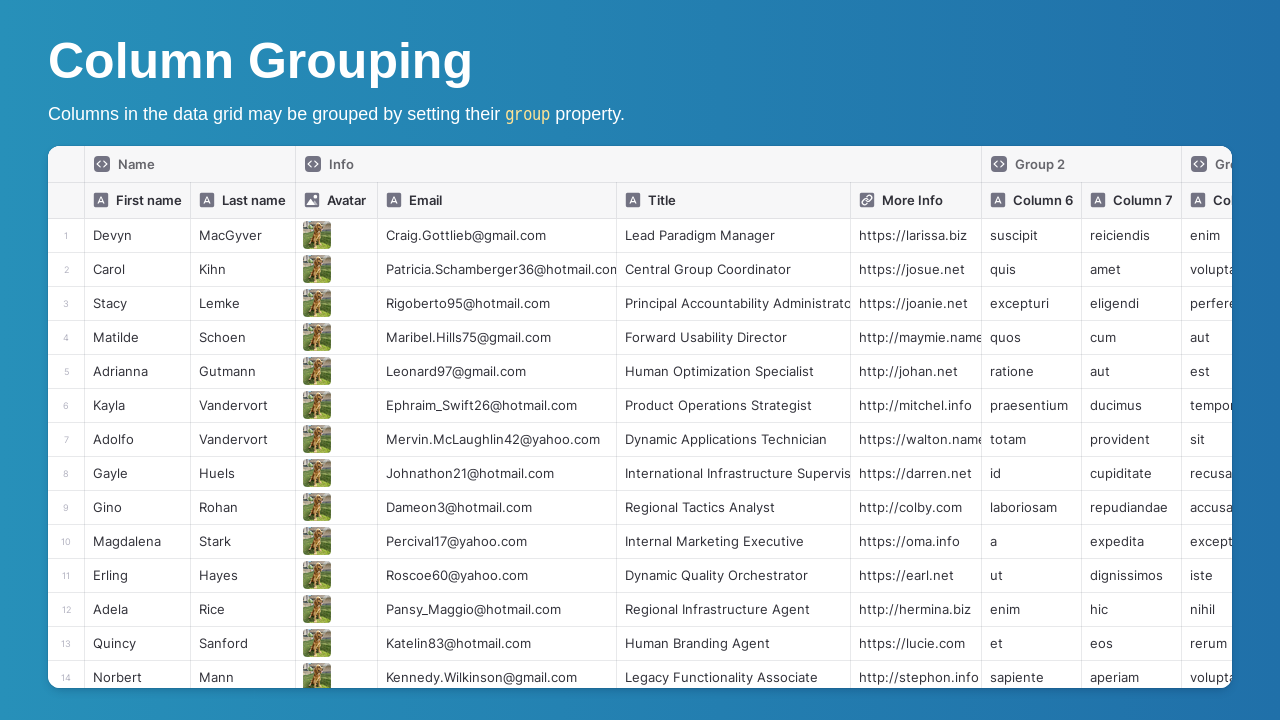 Column Grouping
Columns in the data grid may be grouped by setting their group property.
Name Info Group 2 Gro
First name Last name Avatar Email Title More Info Column 6 Column 7 Co
1 Devyn MacGyver Craig.Gottlieb@gmail.com Lead Paradigm Manager https://larissa.biz suscipit reiciendis enim
2 Carol Kihn Patricia.Schamberger36@hotmail.com Central Group Coordinator https://josue.net quis amet volupta
3 Stacy Lemke Rigoberto95@hotmail.com Principal Accountability Administrato https://joanie.net excepturi eligendi perfere
4 Matilde Schoen Maribel.Hills75@gmail.com Forward Usability Director http://maymie.name quos cum aut
5 Adrianna Gutmann Leonard97@gmail.com Human Optimization Specialist http://johan.net ratione aut est
6 Kayla Vandervort Ephraim_Swift26@hotmail.com Product Operations Strategist http://mitchel.info praesentium ducimus tempor
7 Adolfo Vandervort Mervin.McLaughlin42@yahoo.com Dynamic Applications Technician https://walton.name totam provident sit
8 Gayle Huels Johnathon21@hotmail.com International Infrastructure Supervis https://darren.net id cupiditate recusa
9 Gino Rohan Dameon3@hotmail.com Regional Tactics Analyst http://colby.com laboriosam repudiandae accusa
10 Magdalena Stark Percival17@yahoo.com Internal Marketing Executive https://oma.info a expedita except
11 Erling Hayes Roscoe60@yahoo.com Dynamic Quality Orchestrator https://earl.net ut dignissimos iste
12 Adela Rice Pansy_Maggio@hotmail.com Regional Infrastructure Agent http://hermina.biz enim hic nihil
13 Quincy Sanford Katelin83@hotmail.com Human Branding Agent https://lucie.com et eos rerum
14 Norbert Mann Kennedy.Wilkinson@gmail.com Legacy Functionality Associate http://stephon.info sapiente aperiam volupta